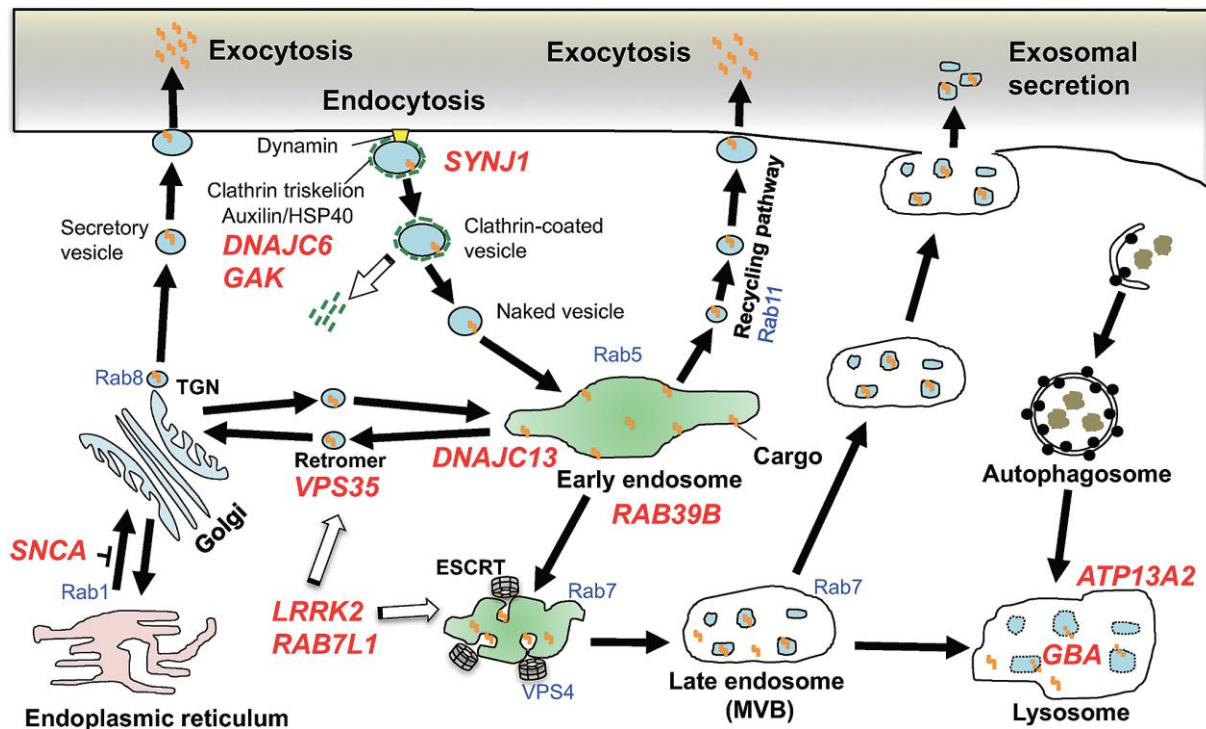 Exocytosis
Exocytosis
Exosomal
secretion
Endocytosis
Dynamin
SYNJ1
Clathrin triskelion
Auxilin/HSP40
DNAJC6
GAK
Secretory
vesicle
Clathrin-coated
vesicle
Naked vesicle
Recycling pathway
Rab11
Rab8
TGN
Rab5
Retromer
VPS35
DNAJC13
Early endosome
RAB39B
Cargo
Autophagosome
Golgi
SNCA
Rab1
Endoplasmic reticulum
LRRK2
RAB7L1
ESCRT
Rab7
VPS4
Rab7
Late endosome
(MVB)
ATP13A2
GBA
Lysosome